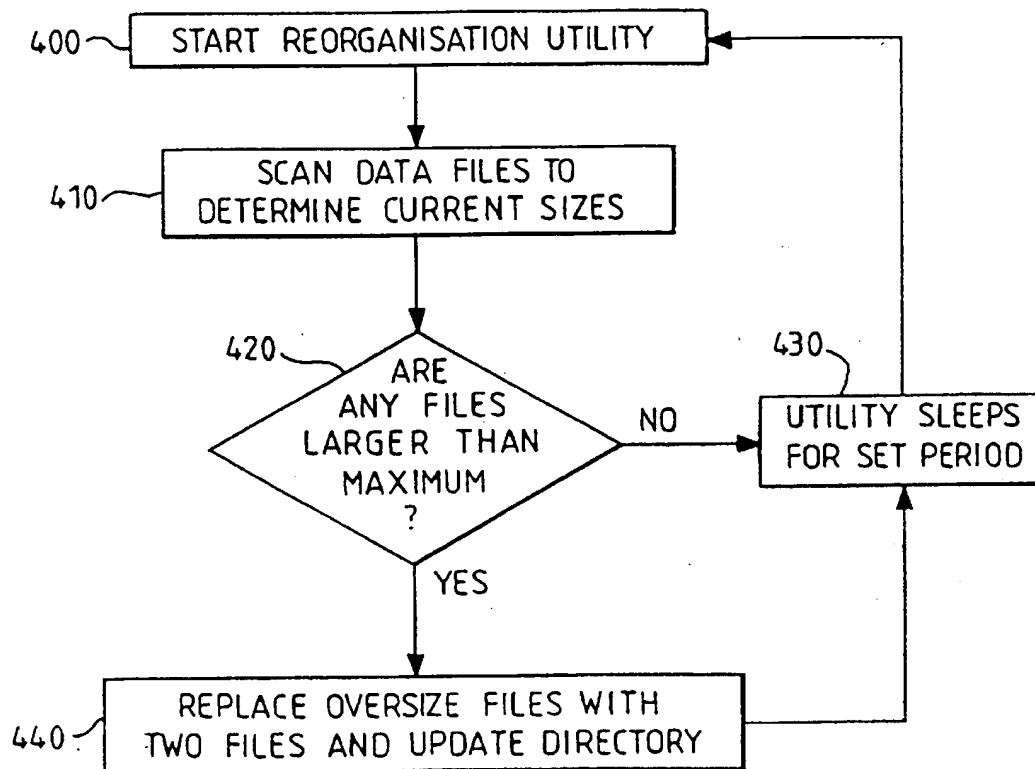 400
START REORGANISATION UTILITY
410
SCAN DATA FILES TO
DETERMINE CURRENT SIZES
420
ARE
ANY FILES
LARGER THAN
MAXIMUM
?
NO
430
UTILITY SLEEPS
FOR SET PERIOD
YES
440
REPLACE OVERSIZE FILES WITH
TWO FILES AND UPDATE DIRECTORY